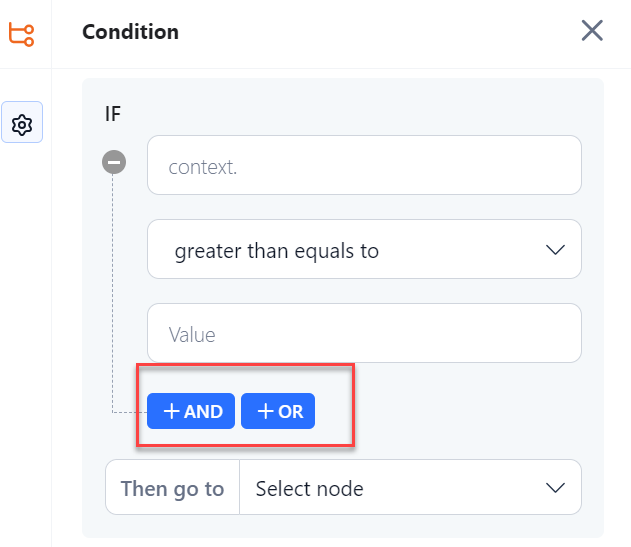 Condition
IF
context.
greater than equals to
Value
+ AND + OR
Then go to Select node